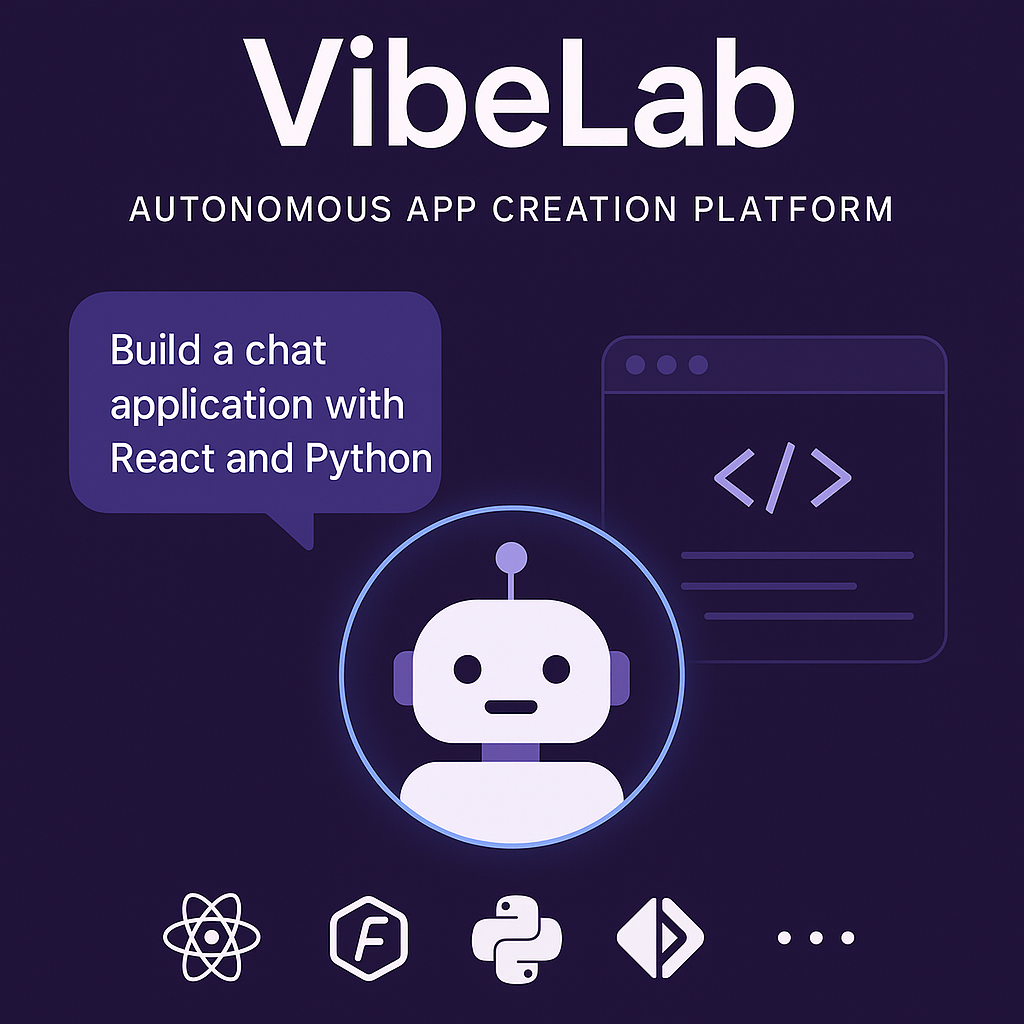 VibeLab
AUTONOMOUS APP CREATION PLATFORM
Build a chat
application with
React and Python
</>
F